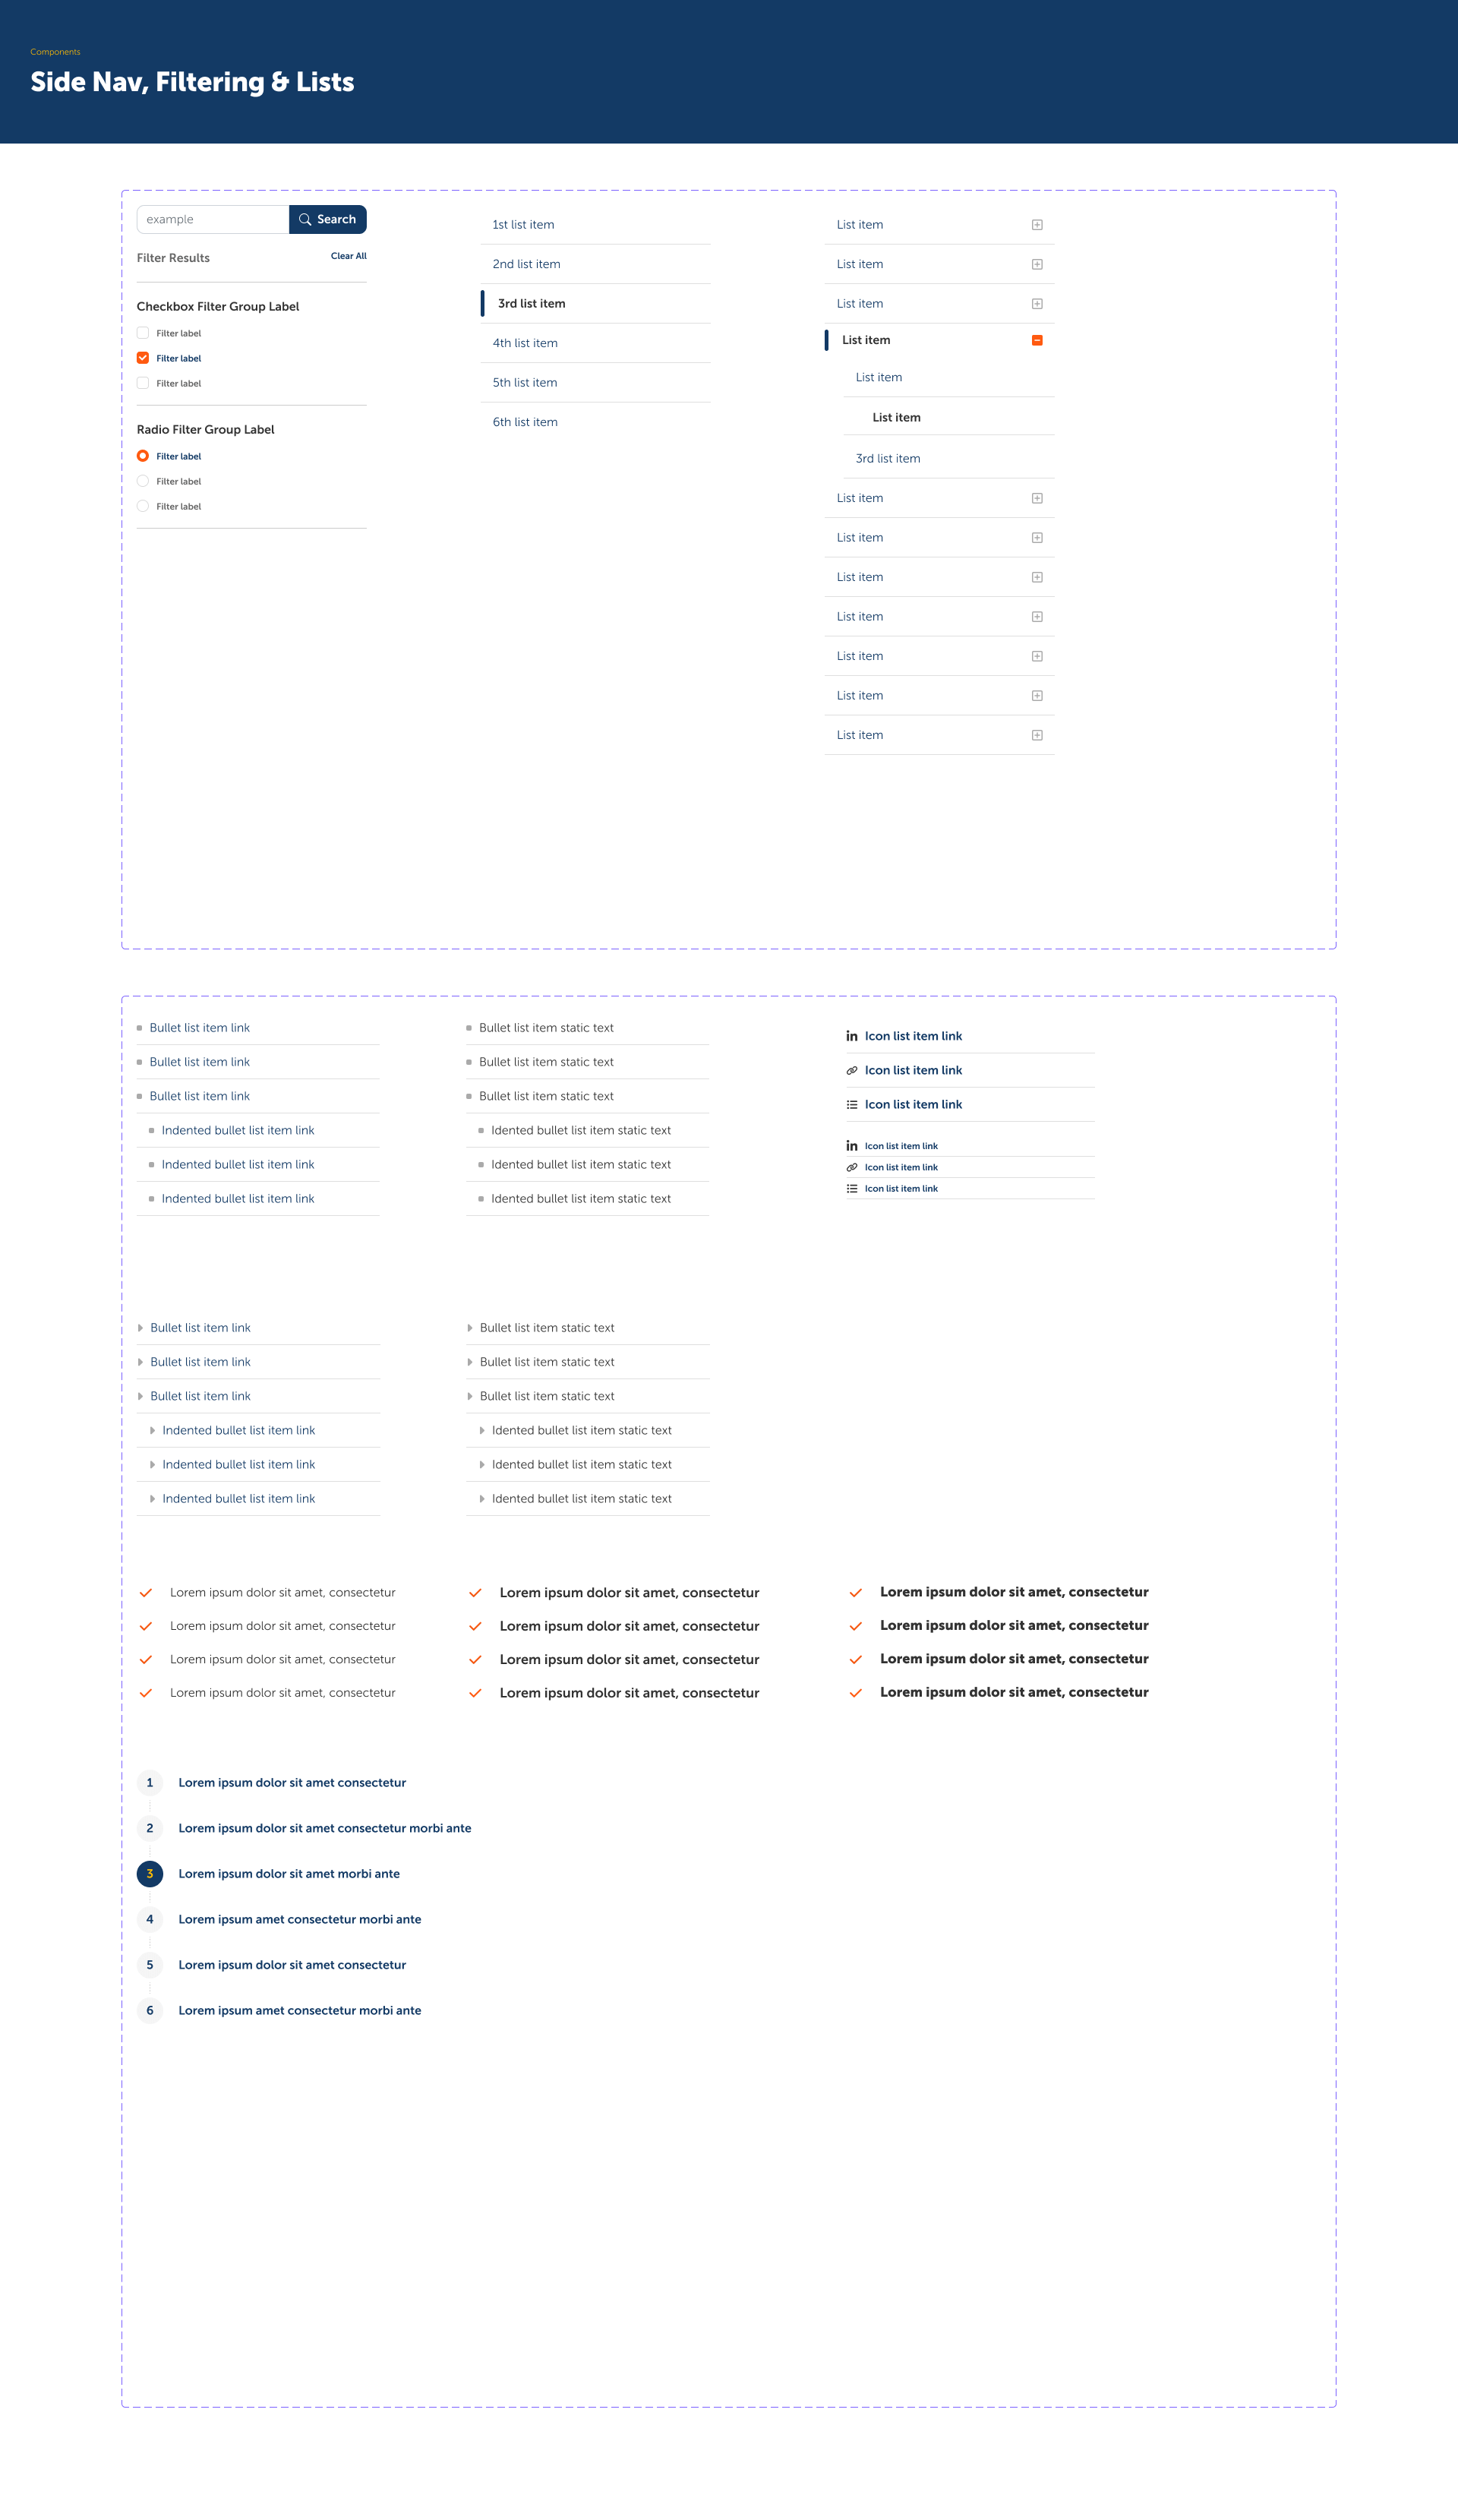 Components
Side Nav, Filtering & Lists
example
Search
Filter Results
Clear All
Checkbox Filter Group Label
Filter label
Filter label
Filter label
Radio Filter Group Label
Filter label
Filter label
Filter label
1st list item
2nd list item
3rd list item
4th list item
5th list item
6th list item
List item
List item
List item
List item
List item
List item
3rd list item
List item
List item
List item
List item
List item
List item
List item
Bullet list item link
Bullet list item link
Bullet list item link
Indented bullet list item link
Indented bullet list item link
Indented bullet list item link
Bullet list item static text
Bullet list item static text
Bullet list item static text
Idented bullet list item static text
Idented bullet list item static text
Idented bullet list item static text
in Icon list item link
Icon list item link
Icon list item link
in Icon list item link
Icon list item link
Icon list item link
Bullet list item link
Bullet list item link
Bullet list item link
Indented bullet list item link
Indented bullet list item link
Indented bullet list item link
Bullet list item static text
Bullet list item static text
Bullet list item static text
Idented bullet list item static text
Idented bullet list item static text
Idented bullet list item static text
Lorem ipsum dolor sit amet, consectetur
Lorem ipsum dolor sit amet, consectetur
Lorem ipsum dolor sit amet, consectetur
Lorem ipsum dolor sit amet, consectetur
Lorem ipsum dolor sit amet, consectetur
Lorem ipsum dolor sit amet, consectetur
Lorem ipsum dolor sit amet, consectetur
Lorem ipsum dolor sit amet, consectetur
Lorem ipsum dolor sit amet, consectetur
Lorem ipsum dolor sit amet, consectetur
Lorem ipsum dolor sit amet, consectetur
Lorem ipsum dolor sit amet, consectetur
1 Lorem ipsum dolor sit amet consectetur
2 Lorem ipsum dolor sit amet consectetur morbi ante
3 Lorem ipsum dolor sit amet morbi ante
4 Lorem ipsum amet consectetur morbi ante
5 Lorem ipsum dolor sit amet consectetur
6 Lorem ipsum amet consectetur morbi ante